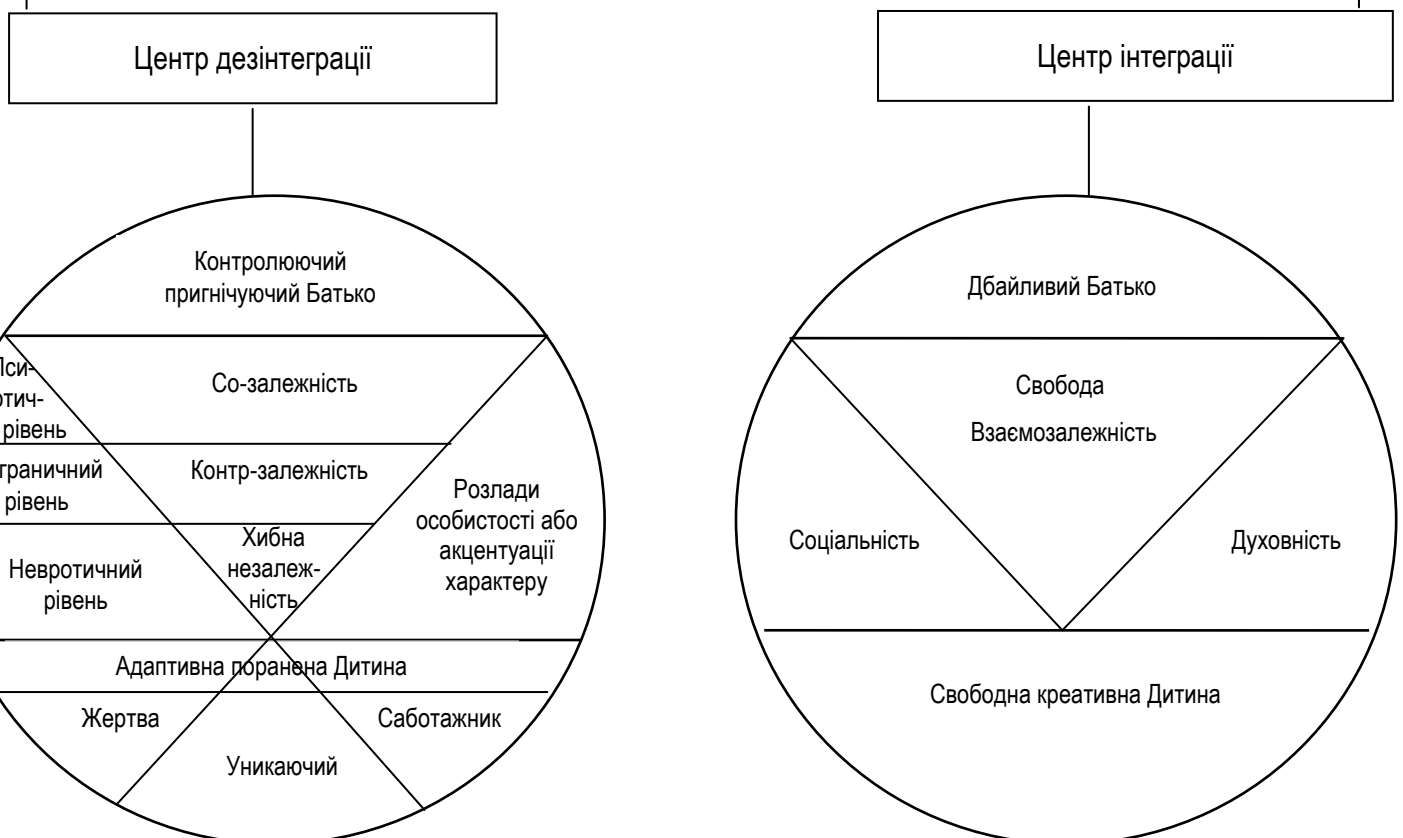 Центр дезінтеграції
Контролюючий
пригнічуючий Батько
Со-залежність
рівень
Контр-залежність
рівень
Хибна
незалеж-
ність
Невротичний
рівень
Розлади
особистості або
акцентуації
характеру
Адаптивна поранена Дитина
Жертва
Саботажник
Уникаючий
Центр інтеграції
Дбайливий Батько
Свобода
Взаємозалежність
Соціальність
Духовність
Свободна креативна Дитина